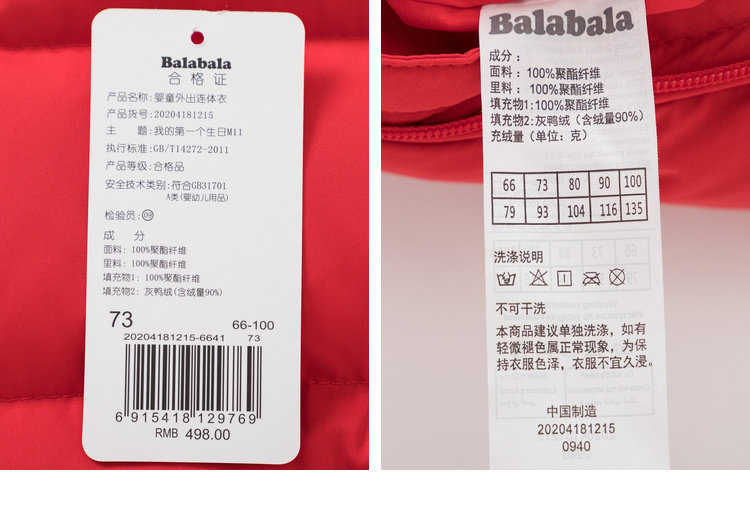 Balabala
合格证
产品名称: 婴童外出连体衣
产品货号: 20204181215
主 题: 我的第一个生日M11
执行标准: GB/T14272-2011
产品等级: 合格品
安全技术类别: 符合GB31701
A类(婴幼儿用品)
检验员: 09
成 分
面料: 100%聚酯纤维
里料: 100%聚酯纤维
填充物1: 100%聚酯纤维
填充物2: 灰鸭绒(含绒量90%)
73 66-100
20204181215-6641 73
6 915418 129769
RMB 498.00
Balabala
成分:
面料: 100%聚酯纤维
里料: 100%聚酯纤维
填充物1: 100%聚酯纤维
填充物2: 灰鸭绒(含绒量90%)
充绒量(单位: 克)
66 73 80 90 100
79 93 104 116 135
洗涤说明
不可干洗
本商品建议单独洗涤，如有
轻微褪色属正常现象，为保
持衣服色泽，衣服不宜久浸。
中国制造
20204181215
0940